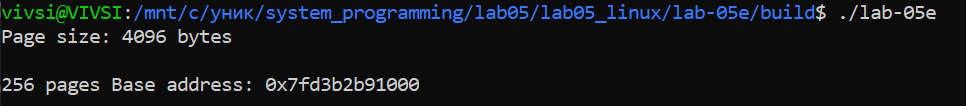 vivsi@VIVSI:/mnt/c/уник/system_programming/lab05/lab05_linux/lab-05e/build$ ./lab-05e
Page size: 4096 bytes
256 pages Base address: 0x7fd3b2b91000